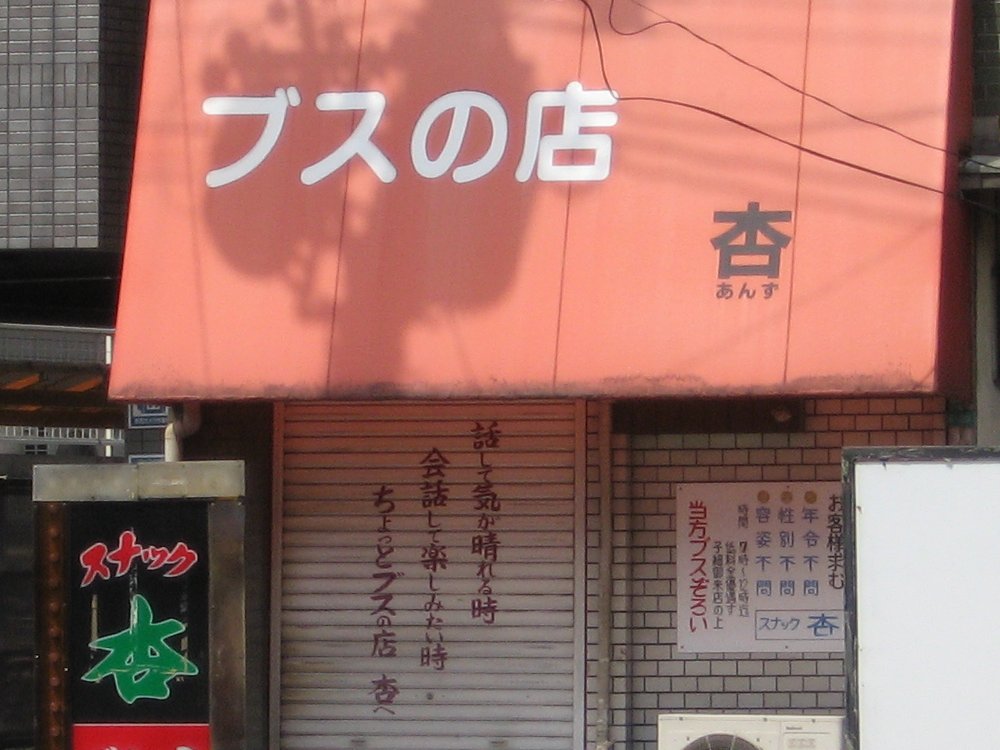 ブスの店
杏
あんず
話して気が晴れる時
会話して楽しみたい時
ちょっとブスの店 杏へ
スナック
杏
お客様求む
年令不問
性別不問
容姿不問
時間 7時〜12時迄
低料金優遇す
子細御来店の上
当方ブスぞろい
スナック 杏